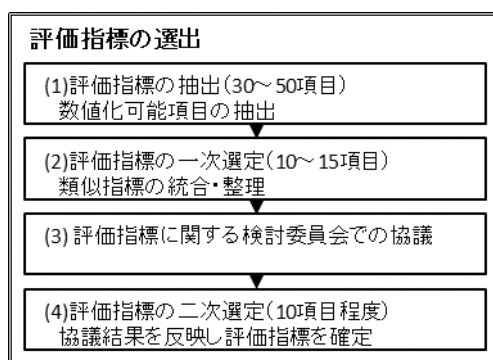 評価指標の選出
(1)評価指標の抽出(30～50項目)
数値化可能項目の抽出
(2)評価指標の一次選定(10～15項目)
類似指標の統合・整理
(3) 評価指標に関する検討委員会での協議
(4)評価指標の二次選定(10項目程度)
協議結果を反映し評価指標を確定